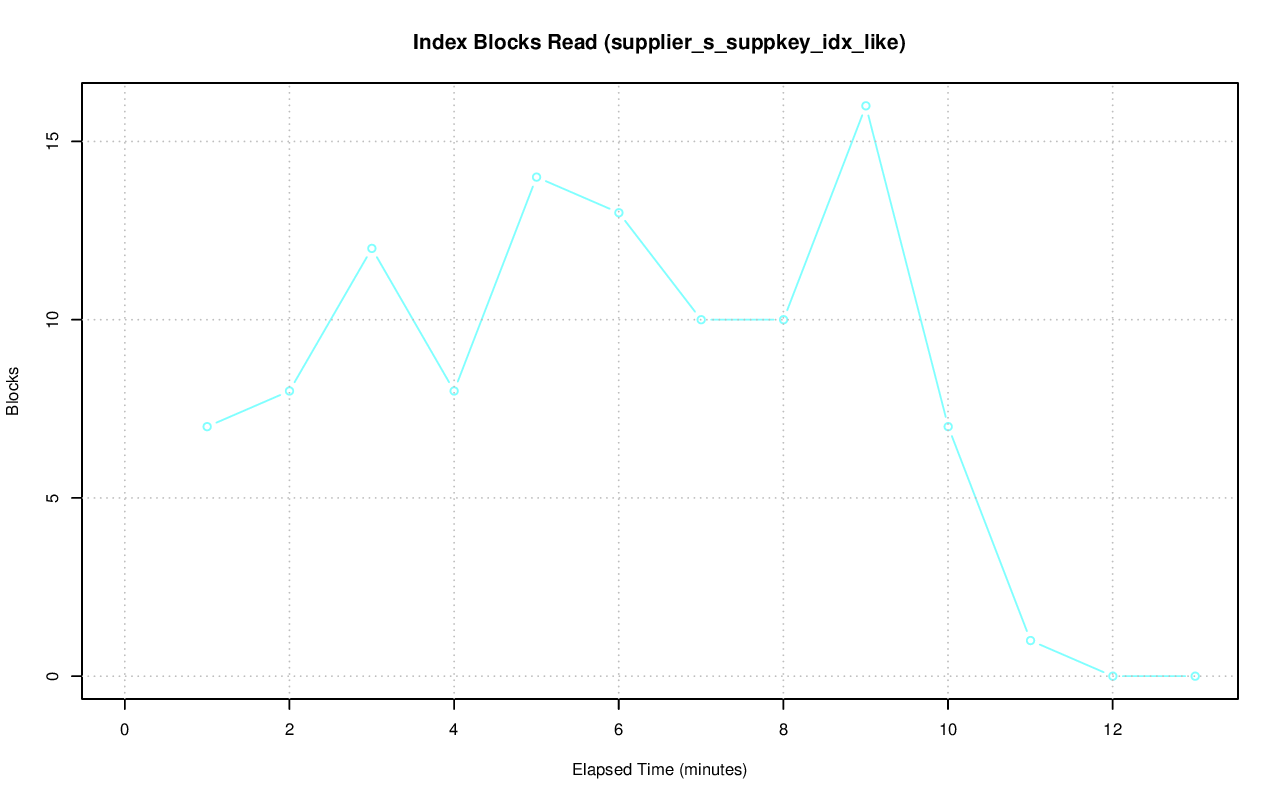 Index Blocks Read (supplier_s_suppkey_idx_like)
15
10
5
0
Blocks
0 2 4 6 8 10 12
Elapsed Time (minutes)